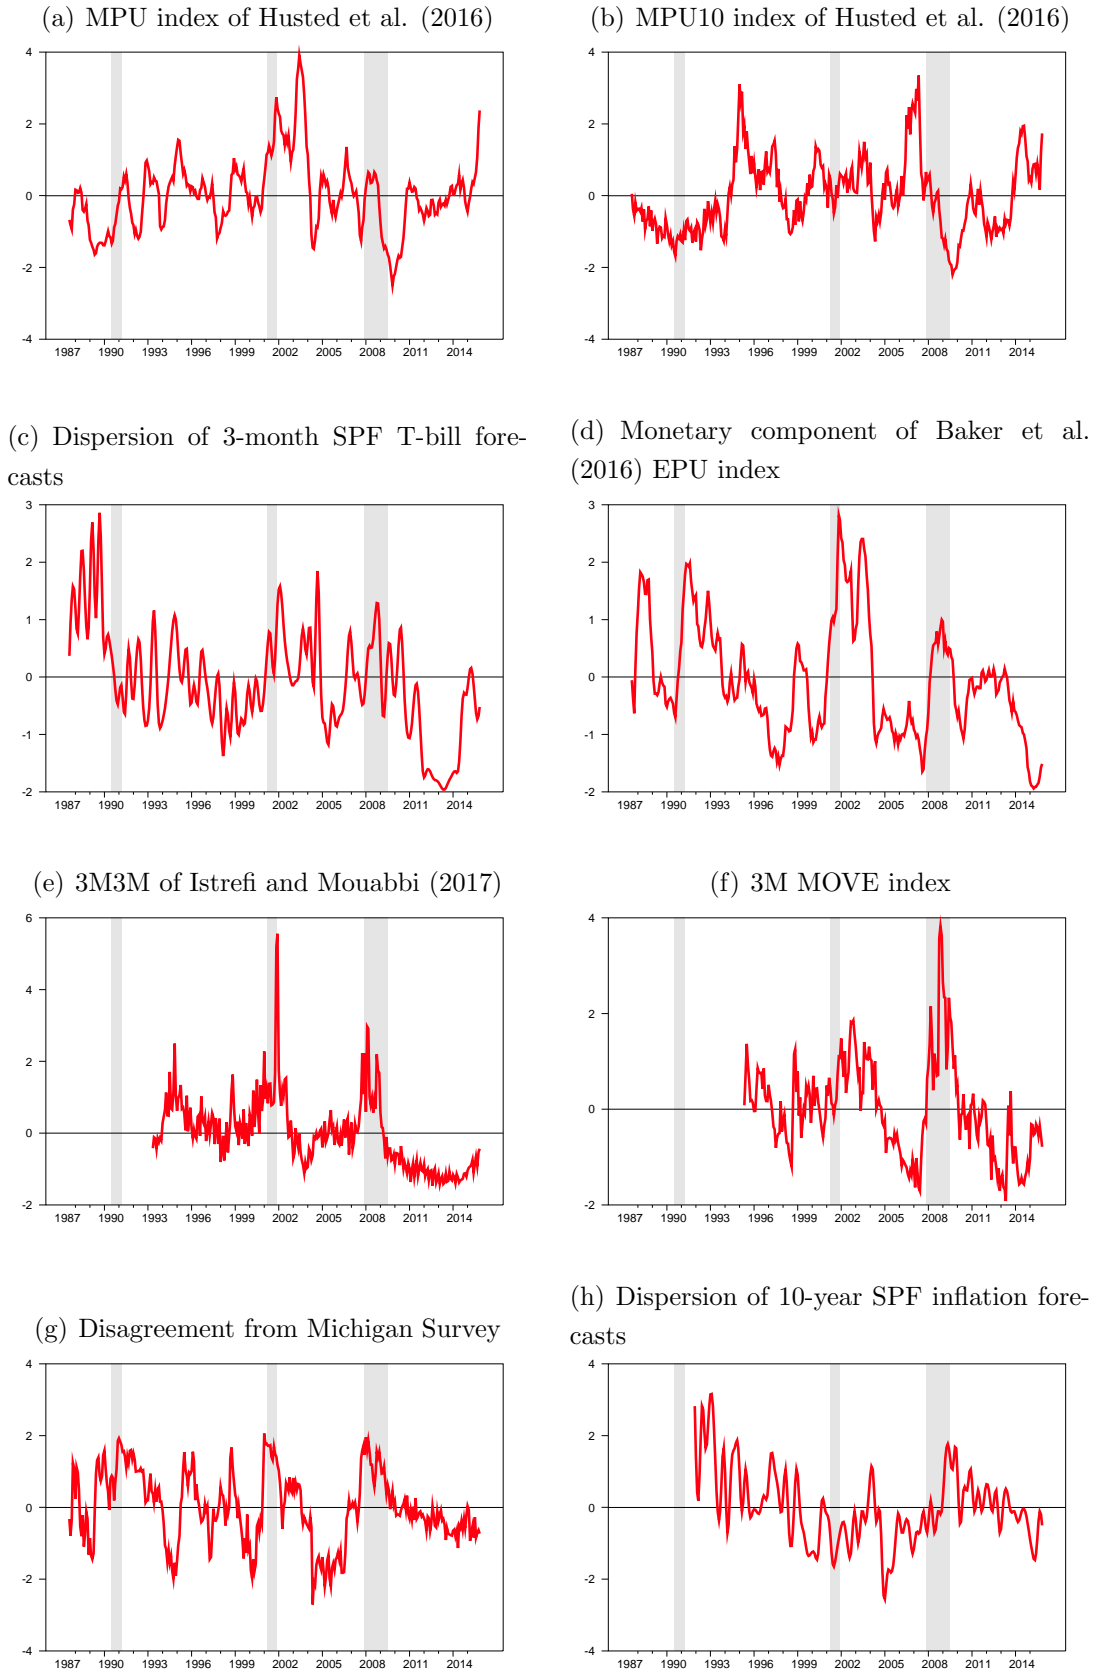 (a) MPU index of Husted et al. (2016)
(b) MPU10 index of Husted et al. (2016)
4
2
0
-2
-4
1987 1990 1993 1996 1999 2002 2005 2008 2011 2014
4
2
0
-2
-4
1987 1990 1993 1996 1999 2002 2005 2008 2011 2014
(c) Dispersion of 3-month SPF T-bill fore-
casts
(d) Monetary component of Baker et al.
(2016) EPU index
3
2
1
0
-1
-2
1987 1990 1993 1996 1999 2002 2005 2008 2011 2014
3
2
1
0
-1
-2
1987 1990 1993 1996 1999 2002 2005 2008 2011 2014
(e) 3M3M of Istrefi and Mouabbi (2017)
(f) 3M MOVE index
6
4
2
0
-2
1987 1990 1993 1996 1999 2002 2005 2008 2011 2014
4
2
0
-2
1987 1990 1993 1996 1999 2002 2005 2008 2011 2014
(g) Disagreement from Michigan Survey
(h) Dispersion of 10-year SPF inflation fore-
casts
4
2
0
-2
-4
1987 1990 1993 1996 1999 2002 2005 2008 2011 2014
4
2
0
-2
-4
1987 1990 1993 1996 1999 2002 2005 2008 2011 2014